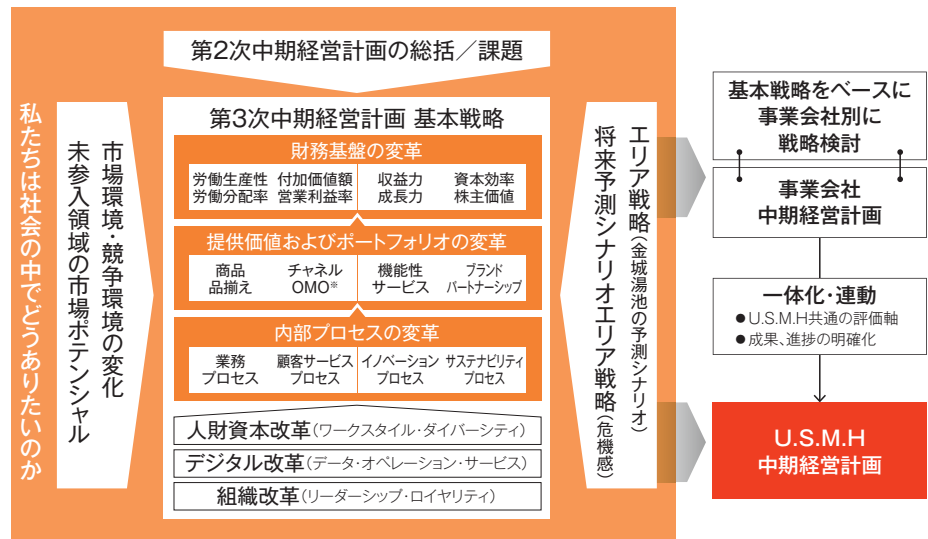 第2次中期経営計画の総括／課題
私たちは社会の中でどうありたいのか
市場環境・競争環境の変化
未参入領域の市場ポテンシャル
第3次中期経営計画 基本戦略
財務基盤の変革
労働生産性 付加価値額 収益力 資本効率
労働分配率 営業利益率 成長力 株主価値
提供価値およびポートフォリオの変革
商品 チャネル 機能性 ブランド
品揃え OMO※ サービス パートナーシップ
内部プロセスの変革
業務 顧客サービス イノベーション サステナビリティ
プロセス プロセス プロセス プロセス
人財資本改革(ワークスタイル・ダイバーシティ)
デジタル改革(データ・オペレーション・サービス)
組織改革(リーダーシップ・ロイヤリティ)
エリア戦略(金城湯池の予測シナリオ)
将来予測シナリオエリア戦略(危機感)
基本戦略をベースに
事業会社別に
戦略検討
事業会社
中期経営計画
一体化・連動
●U.S.M.H共通の評価軸
●成果、進捗の明確化
U.S.M.H
中期経営計画